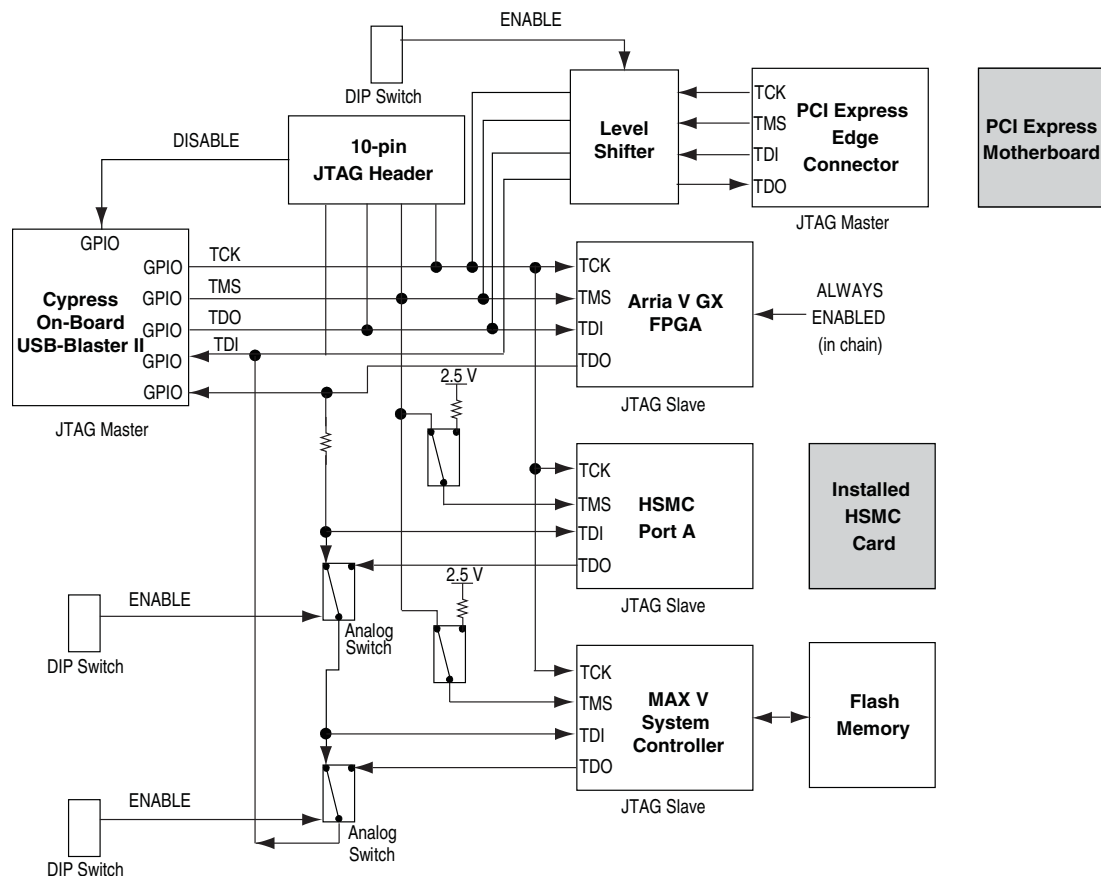 ENABLE
DIP Switch
DISABLE
10-pin
JTAG Header
Level
Shifter
TCK
TMS
TDI
TDO
PCI Express
Edge
Connector
JTAG Master
PCI Express
Motherboard
GPIO
GPIO
GPIO
GPIO
GPIO
GPIO
Cypress
On-Board
USB-Blaster II
JTAG Master
TCK
TMS
TDO
TDI
TCK
TMS
TDI
TDO
Arria V GX
FPGA
JTAG Slave
ALWAYS
ENABLED
(in chain)
2.5 V
TCK
TMS
TDI
TDO
HSMC
Port A
JTAG Slave
Installed
HSMC
Card
ENABLE
DIP Switch
Analog
Switch
2.5 V
TCK
TMS
TDI
TDO
MAX V
System
Controller
JTAG Slave
Flash
Memory
ENABLE
DIP Switch
Analog
Switch